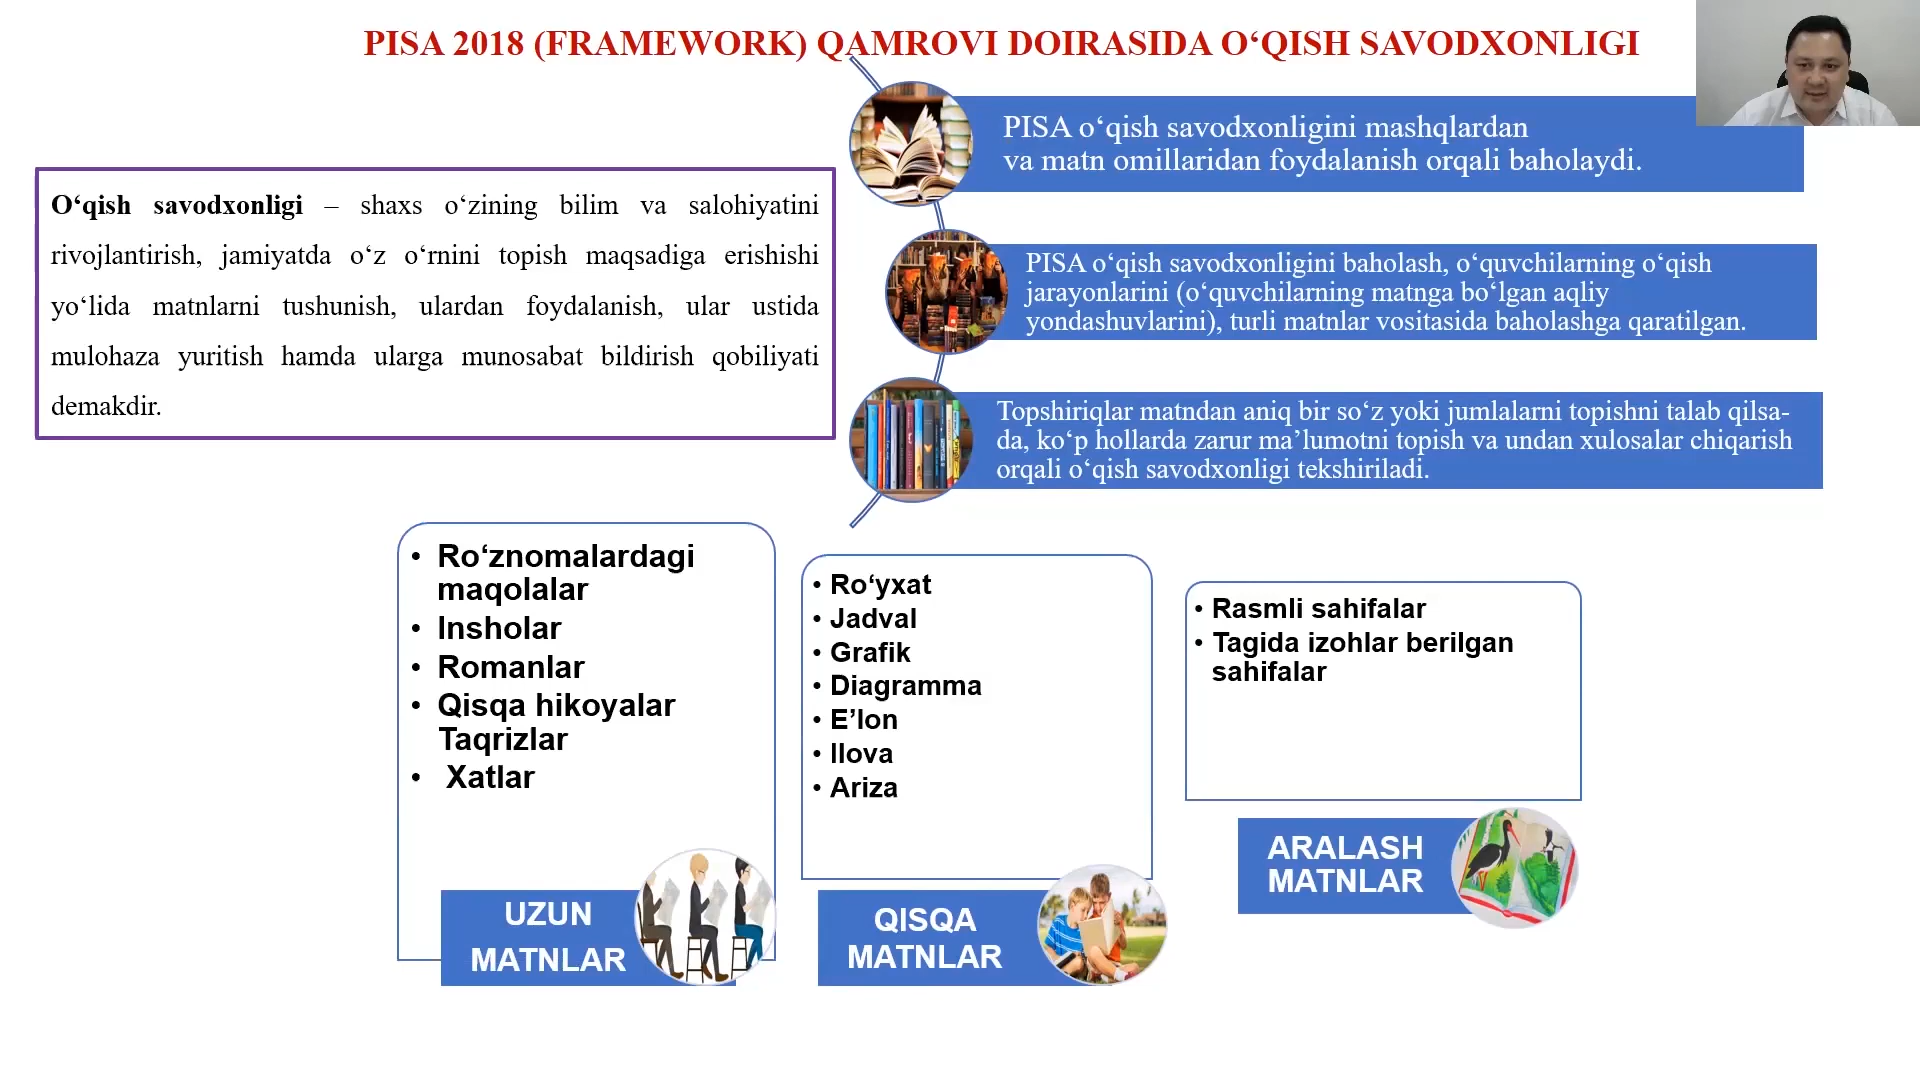 PISA 2018 (FRAMEWORK) QAMROVI DOIRASIDA O‘QISH SAVODXONLIGI
O‘qish savodxonligi – shaxs o‘zining bilim va salohiyatini
rivojlantirish, jamiyatda o‘z o‘rnini topish maqsadiga erishishi
yo‘lida matnlarni tushunish, ulardan foydalanish, ular ustida
mulohaza yuritish hamda ularga munosabat bildirish qobiliyati
demakdir.
PISA o‘qish savodxonligini mashqlardan
va matn omillaridan foydalanish orqali baholaydi.
PISA o‘qish savodxonligini baholash, o‘quvchilarning o‘qish
jarayonlarini (o‘quvchilarning matnga bo‘lgan aqliy
yondashuvlarini), turli matnlar vositasida baholashga qaratilgan.
Topshiriqlar matndan aniq bir so‘z yoki jumlalarni topishni talab qilsa-
da, ko‘p hollarda zarur ma’lumotni topish va undan xulosalar chiqarish
orqali o‘qish savodxonligi tekshiriladi.
• Ro‘znomalardagi
maqolalar
• Insholar
• Romanlar
• Qisqa hikoyalar
Taqrizlar
• Xatlar
UZUN
MATNLAR
• Ro‘yxat
• Jadval
• Grafik
• Diagramma
• E’lon
• Ilova
• Ariza
QISQA
MATNLAR
• Rasmli sahifalar
• Tagida izohlar berilgan
sahifalar
ARALASH
MATNLAR